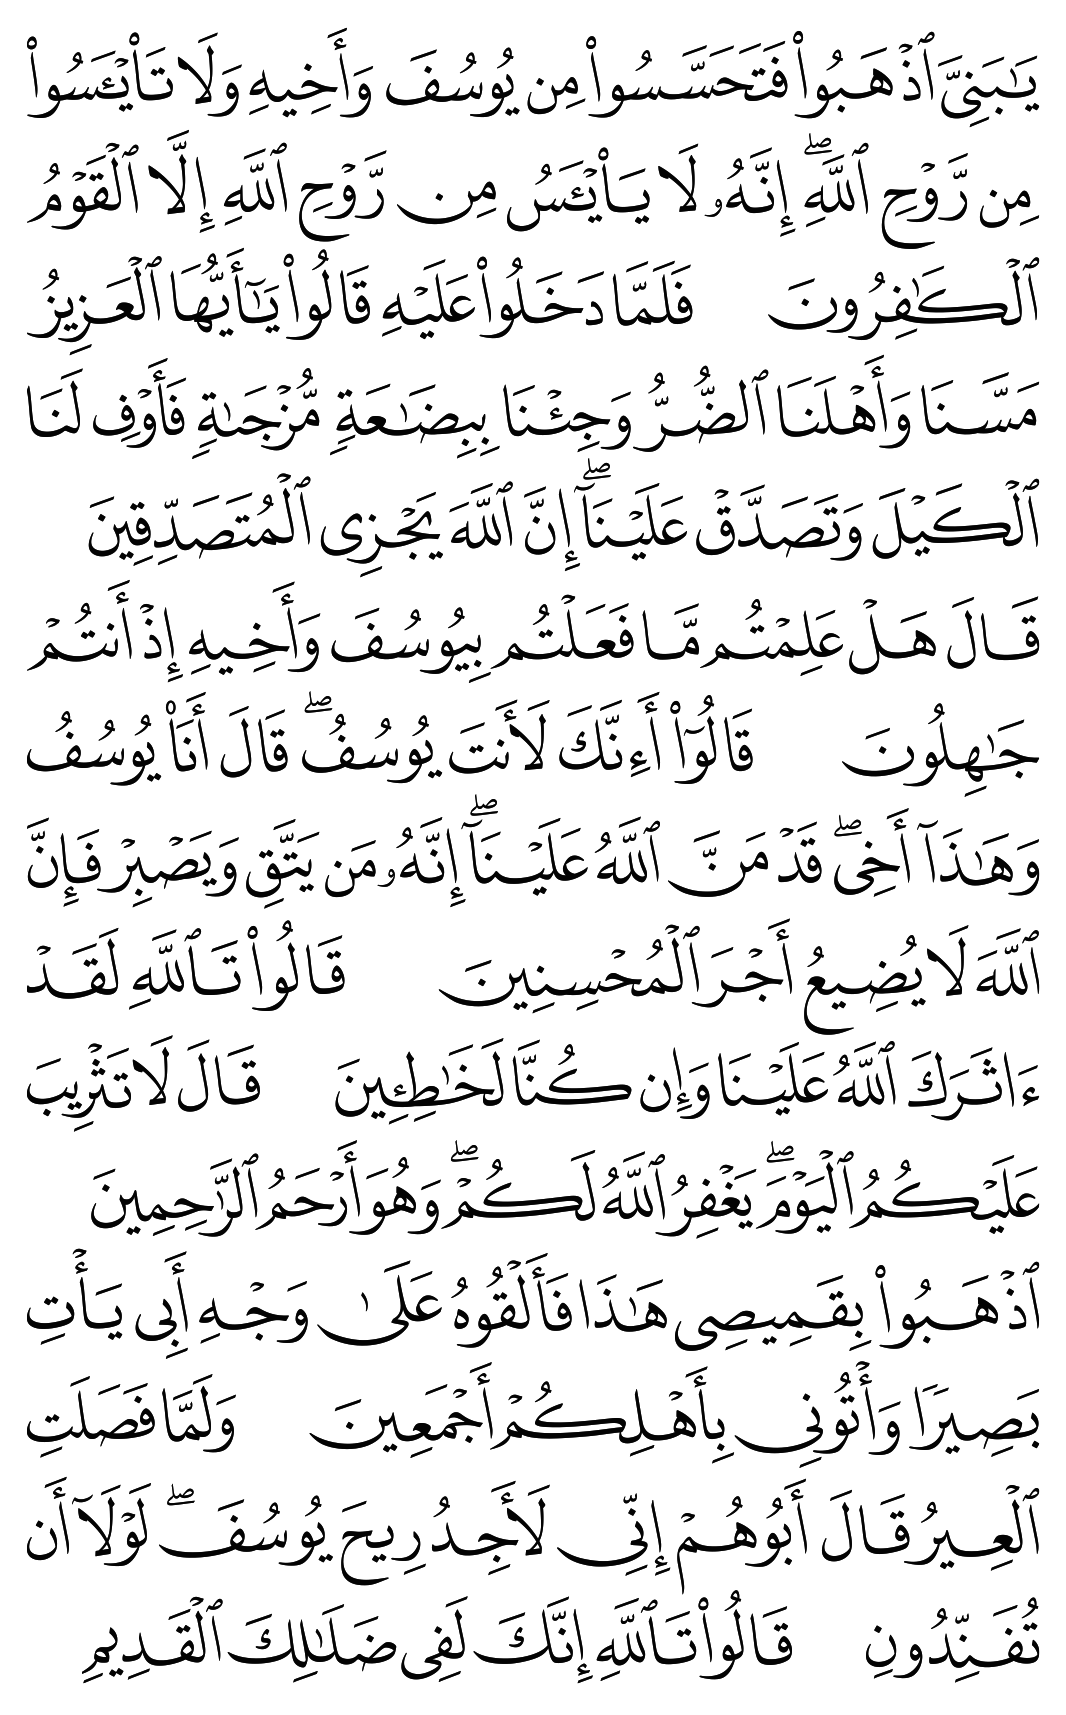 يَـٰبَنِىَّ ٱذْهَبُوا۟ فَتَحَسَّسُوا۟ مِن يُوسُفَ وَأَخِيهِ وَلَا تَا۟يْـَٔسُوا۟
مِن رَّوْحِ ٱللَّهِ ۖ إِنَّهُۥ لَا يَا۟يْـَٔسُ مِن رَّوْحِ ٱللَّهِ إِلَّا ٱلْقَوْمُ
ٱلْكَـٰفِرُونَ فَلَمَّا دَخَلُوا۟ عَلَيْهِ قَالُوا۟ يَـٰٓأَيُّهَا ٱلْعَزِيزُ
مَسَّنَا وَأَهْلَنَا ٱلضُّرُّ وَجِئْنَا بِبِضَـٰعَةٍ مُّزْجَىٰةٍ فَأَوْفِ لَنَا
ٱلْكَيْلَ وَتَصَدَّقْ عَلَيْنَآ ۖ إِنَّ ٱللَّهَ يَجْزِى ٱلْمُتَصَدِّقِينَ
قَالَ هَلْ عَلِمْتُم مَّا فَعَلْتُم بِيُوسُفَ وَأَخِيهِ إِذْ أَنتُمْ
جَـٰهِلُونَ قَالُوٓا۟ أَءِنَّكَ لَأَنتَ يُوسُفُ ۖ قَالَ أَنَا۠ يُوسُفُ
وَهَـٰذَآ أَخِى ۖ قَدْ مَنَّ ٱللَّهُ عَلَيْنَآ ۖ إِنَّهُۥ مَن يَتَّقِ وَيَصْبِرْ فَإِنَّ
ٱللَّهَ لَا يُضِيعُ أَجْرَ ٱلْمُحْسِنِينَ قَالُوا۟ تَٱللَّهِ لَقَدْ
ءَاثَرَكَ ٱللَّهُ عَلَيْنَا وَإِن كُنَّا لَخَـٰطِـِٔينَ قَالَ لَا تَثْرِيبَ
عَلَيْكُمُ ٱلْيَوْمَ ۖ يَغْفِرُ ٱللَّهُ لَكُمْ ۖ وَهُوَ أَرْحَمُ ٱلرَّٰحِمِينَ
ٱذْهَبُوا۟ بِقَمِيصِى هَـٰذَا فَأَلْقُوهُ عَلَىٰ وَجْهِ أَبِى يَأْتِ
بَصِيرًا وَأْتُونِى بِأَهْلِكُمْ أَجْمَعِينَ وَلَمَّا فَصَلَتِ
ٱلْعِيرُ قَالَ أَبُوهُمْ إِنِّى لَأَجِدُ رِيحَ يُوسُفَ ۖ لَوْلَآ أَن
تُفَنِّدُونِ قَالُوا۟ تَٱللَّهِ إِنَّكَ لَفِى ضَلَـٰلِكَ ٱلْقَدِيمِ